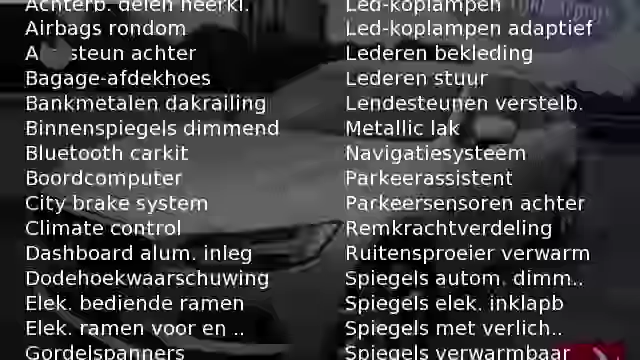 Achterb. delen neerkl.
Airbags rondom
steun achter
Bagage-afdekhoes
Bankmetalen dakrailing
Binnenspiegels dimmend
Bluetooth carkit
Boordcomputer
City brake system
Climate control
Dashboard alum. inleg
Dodehoekwaarschuwing
Elek. bediende ramen
Elek. ramen voor en ..
Gordelspanners
Led-koplampen
Led-koplampen adaptief
Lederen bekleding
Lederen stuur
Lendesteunen verstelb.
Metallic lak
Navigatiesysteem
Parkeerassistent
Parkeersensoren achter
Remkrachtverdeling
Ruitensproeier verwarm
Spiegels autom. dimm..
Spiegels elek. inklapb
Spiegels met verlich..
Spiegels verwarmbaar